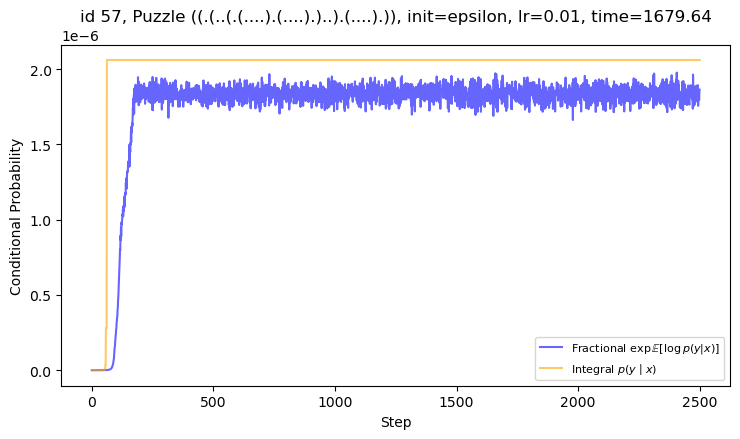 id 57, Puzzle ((.(..(.(....).(....).)..).(....).)), init=epsilon, lr=0.01, time=1679.64
1e−6
2.0
1.5
1.0
0.5
0.0
Conditional Probability
0 500 1000 1500 2000 2500
Step
Fractional exp 𝔼[log p(y|x)]
Integral p(y | x)